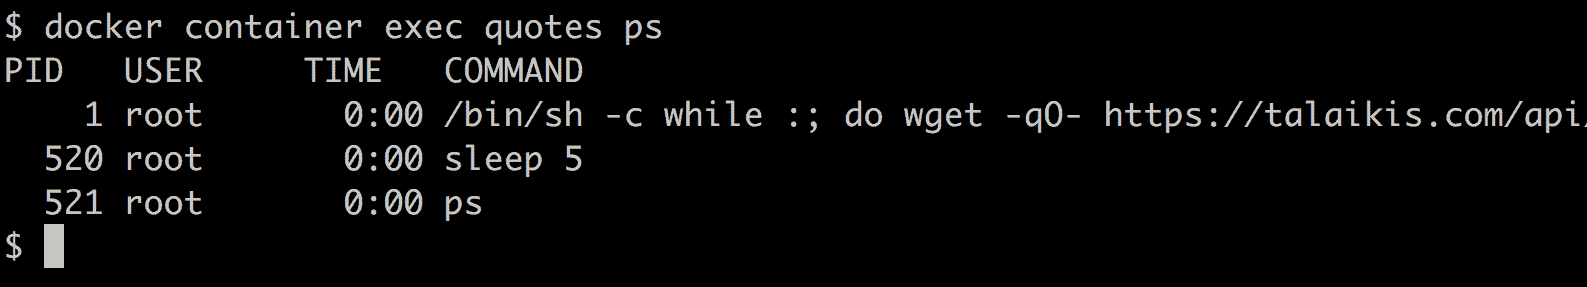 $ docker container exec quotes ps
PID   USER     TIME   COMMAND
    1 root       0:00 /bin/sh -c while :; do wget -qO- https://talaikis.com/api/
  520 root       0:00 sleep 5
  521 root       0:00 ps
$